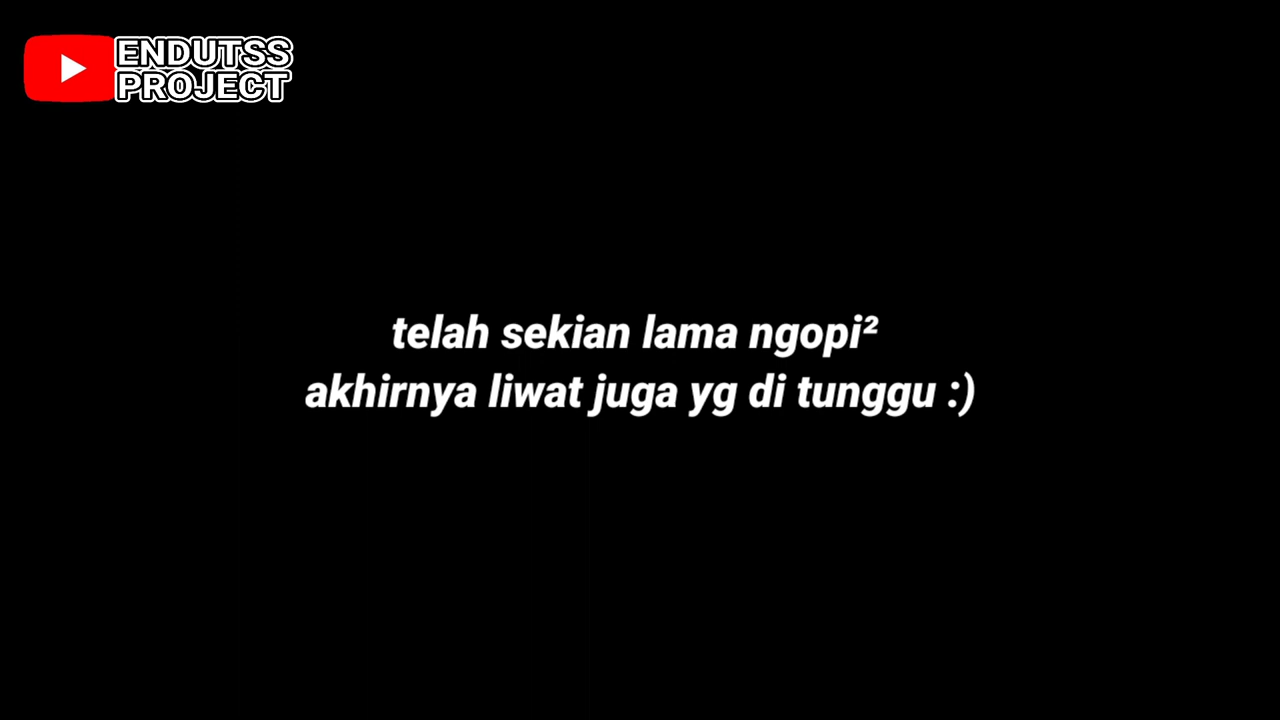 ENDUTSS
PROJECT
telah sekian lama ngopi²
akhirnya liwat juga yg di tunggu :)